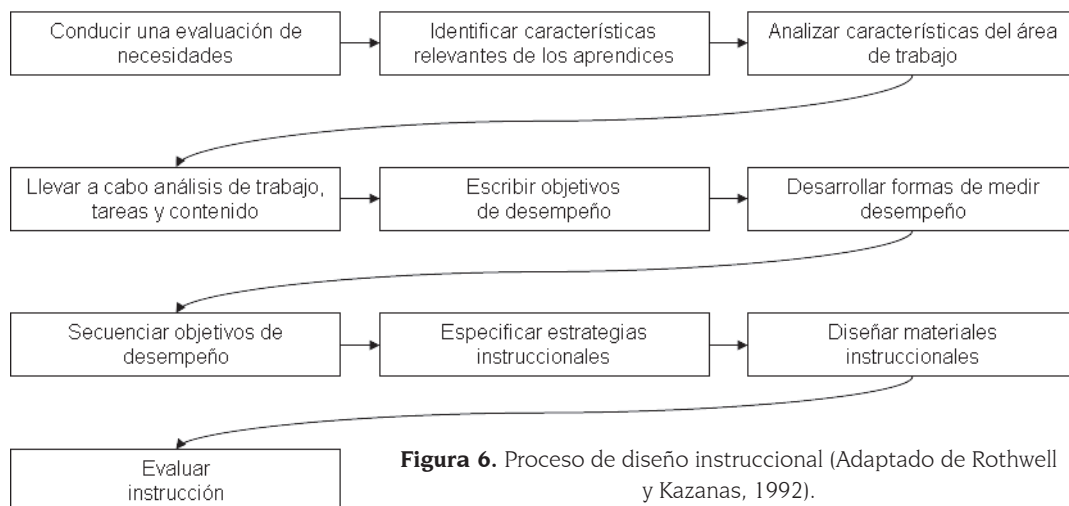 Conducir una evaluación de
necesidades
Identificar características
relevantes de los aprendices
Analizar características del área
de trabajo
Llevar a cabo análisis de trabajo,
tareas y contenido
Escribir objetivos
de desempeño
Desarrollar formas de medir
desempeño
Secuenciar objetivos de
desempeño
Especificar estrategias
instruccionales
Diseñar materiales
instruccionales
Evaluar
instrucción
Figura 6. Proceso de diseño instruccional (Adaptado de Rothwell
y Kazanas, 1992).